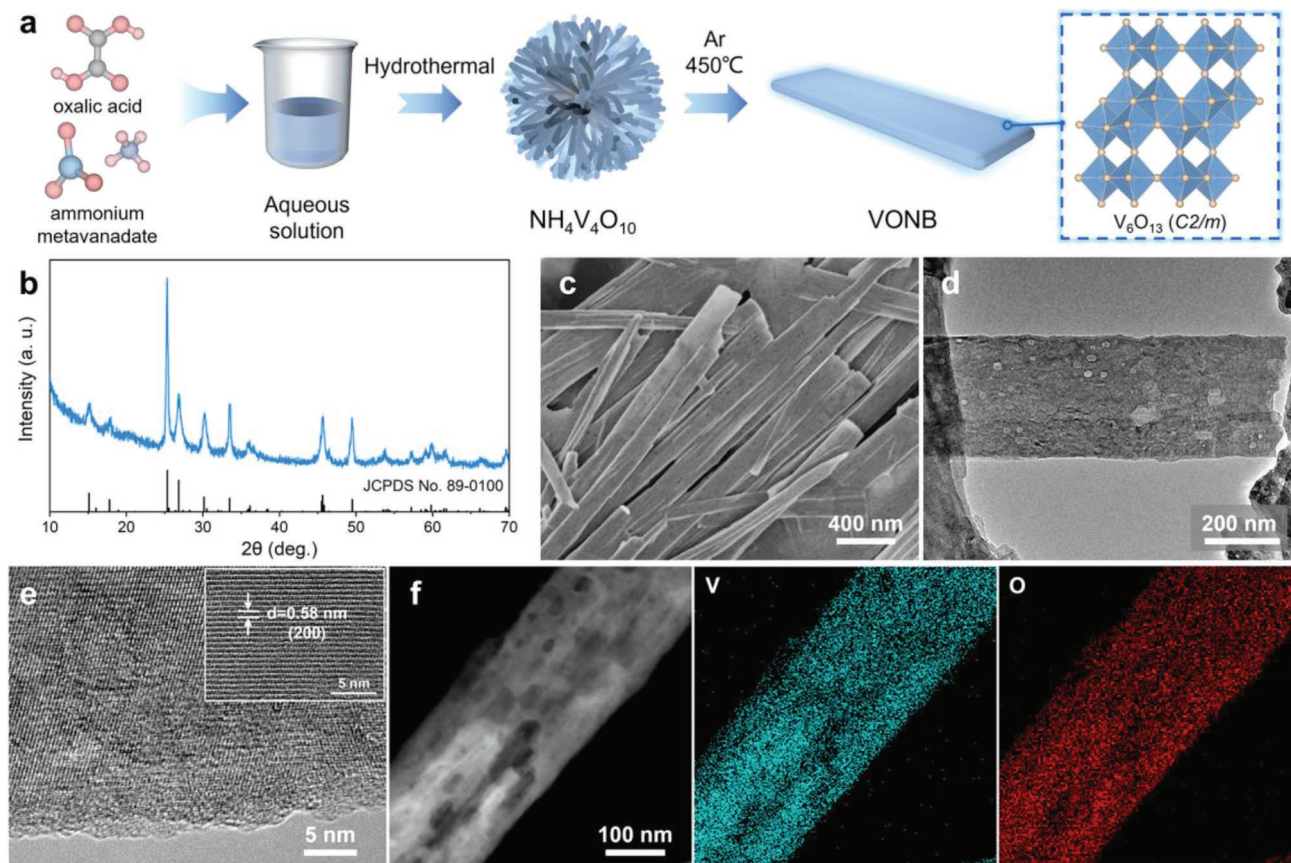 a
oxalic acid
ammonium
metavanadate
Aqueous
solution
Hydrothermal
NH₄V₄O₁₀
Ar
450℃
VONB
V₆O₁₃ (C2/m)
b
Intensity (a. u.)
JCPDS No. 89-0100
10 20 30 40 50 60 70
2θ (deg.)
c
400 nm
d
200 nm
e
d=0.58 nm
(200)
5 nm
5 nm
f
100 nm
V
O